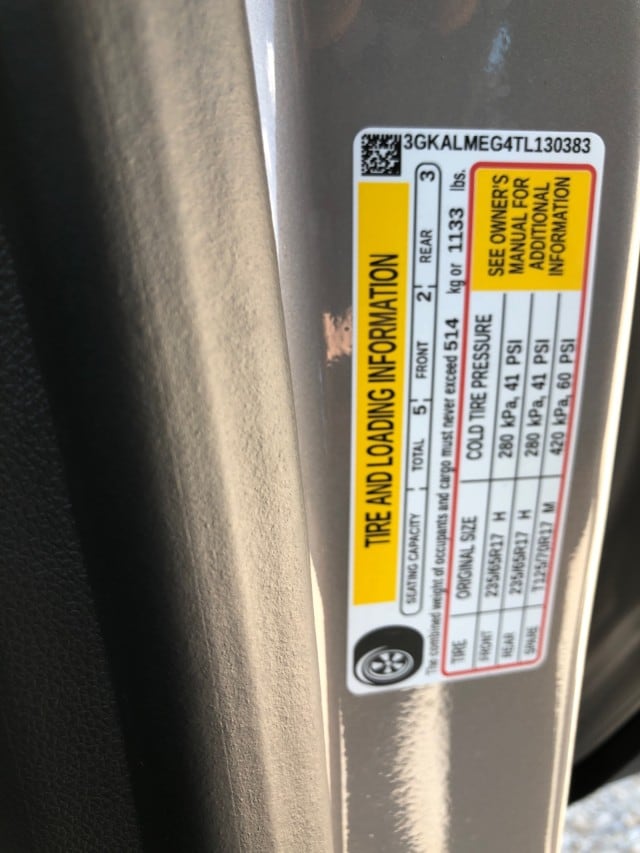 3GKALMEG4TL130383
TIRE AND LOADING INFORMATION
SEATING CAPACITY TOTAL 5 FRONT 2 REAR 3
The combined weight of occupants and cargo must never exceed 514 kg or 1133 lbs.
TIRE ORIGINAL SIZE COLD TIRE PRESSURE
FRONT 235/65R17 H 280 kPa, 41 PSI
REAR 235/65R17 H 280 kPa, 41 PSI
SPARE T125/70R17 M 420 kPa, 60 PSI
SEE OWNER'S
MANUAL FOR
ADDITIONAL
INFORMATION